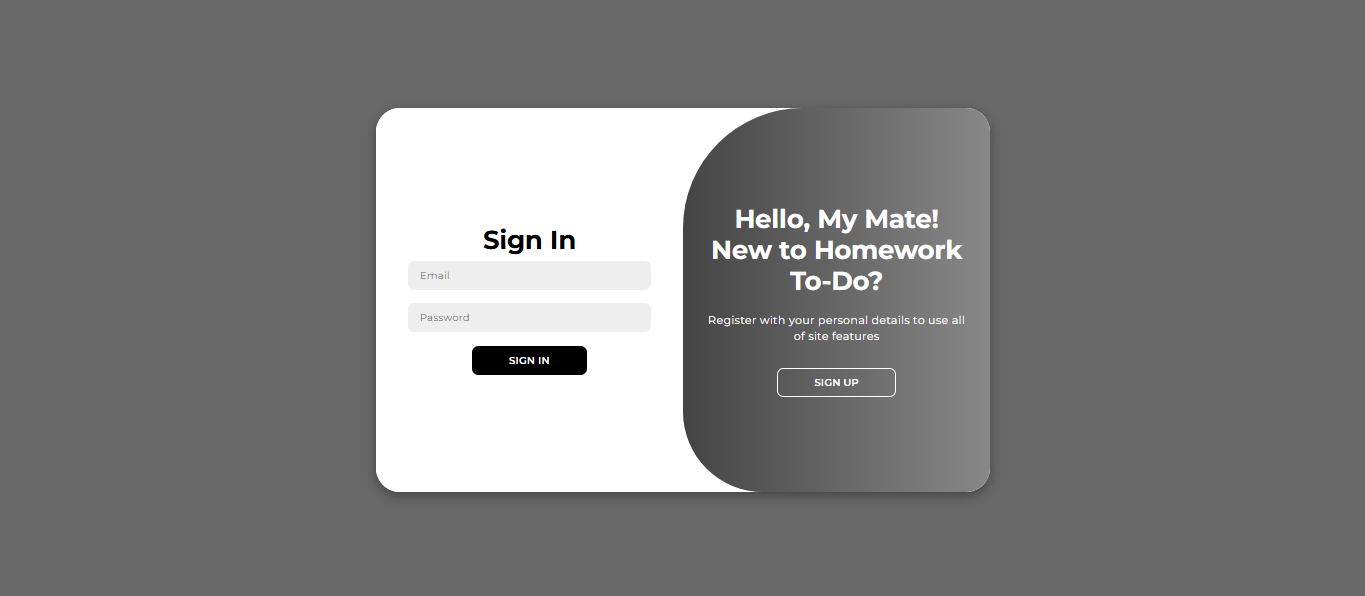 Sign In
Email
Password
SIGN IN
Hello, My Mate!
New to Homework
To-Do?
Register with your personal details to use all
of site features
SIGN UP